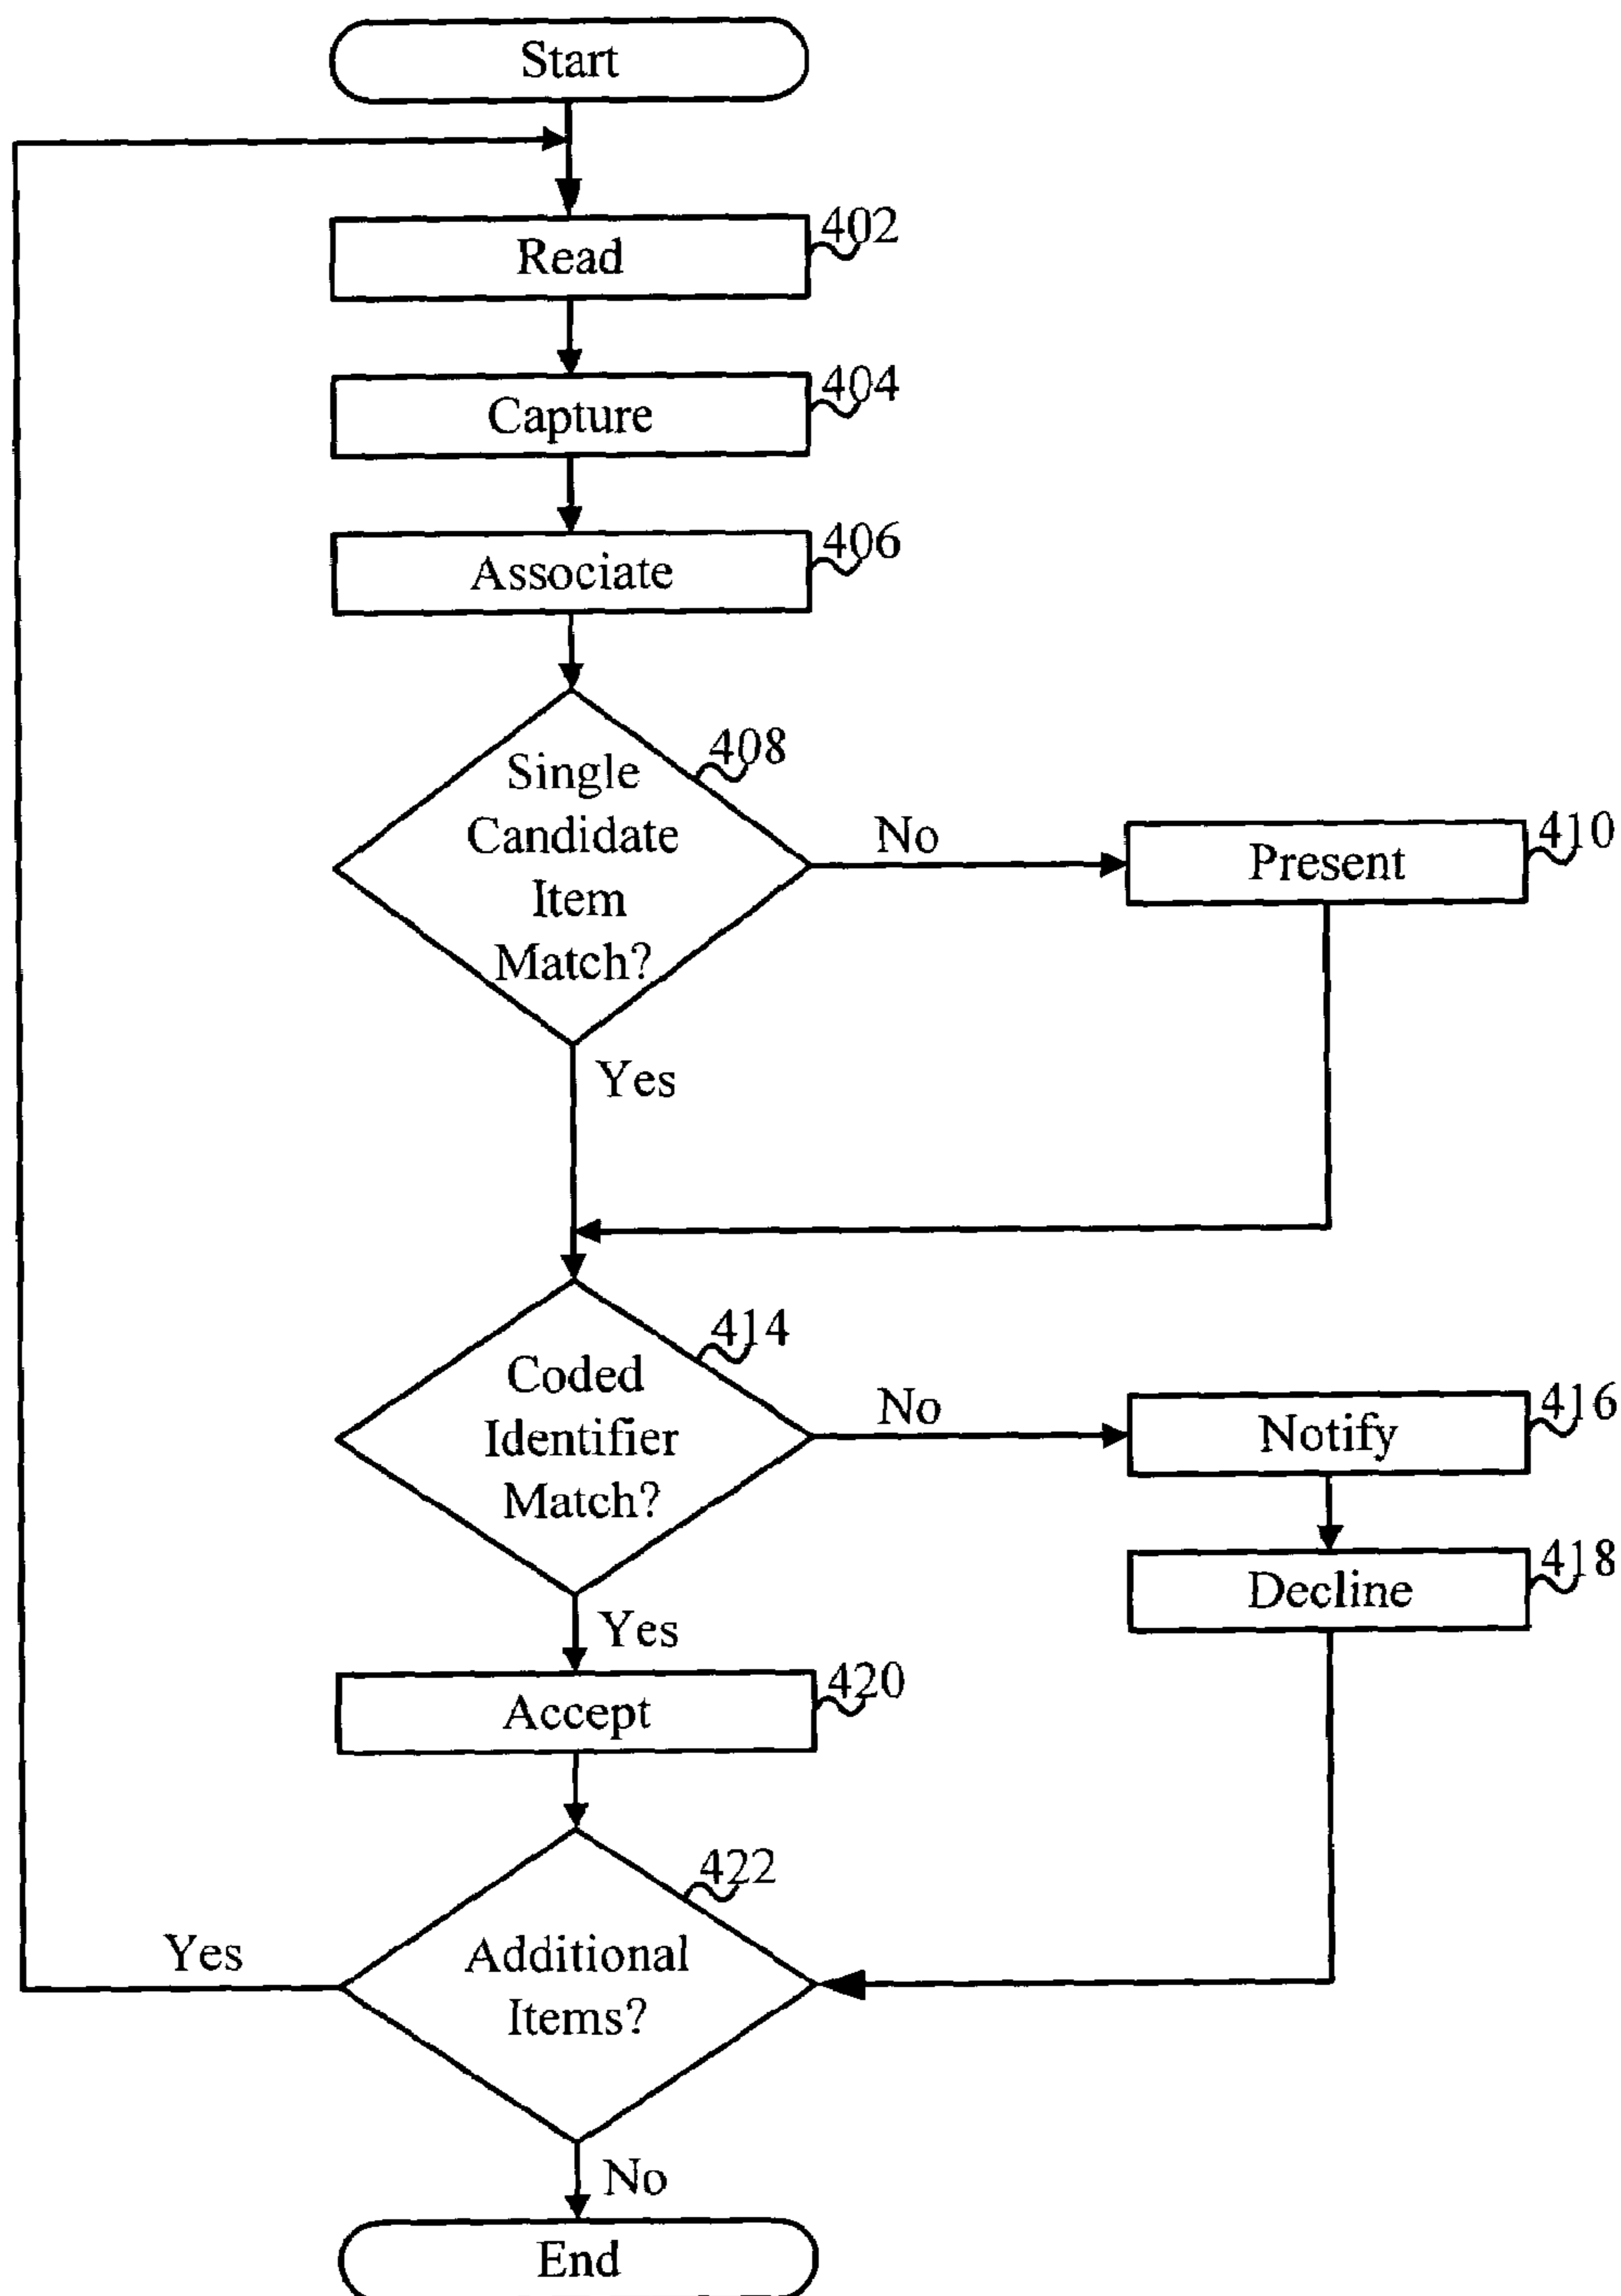 Start
Read
402
Capture
404
Associate
406
Single
Candidate
Item
Match?
408
No
Present
410
Yes
Coded
Identifier
Match?
414
No
Notify
416
Decline
418
Yes
Accept
420
Additional
Items?
422
Yes
No
End